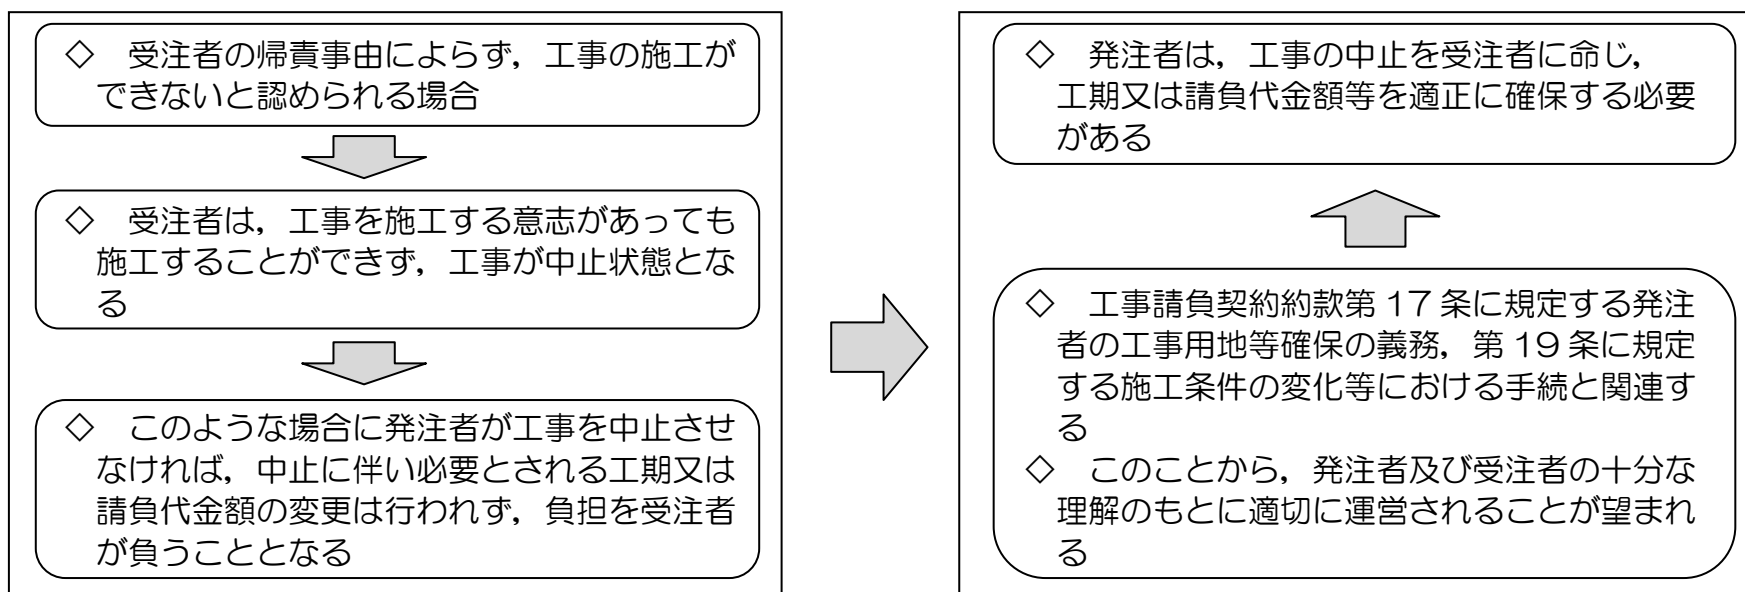 ◇　受注者の帰責事由によらず，工事の施工が
できないと認められる場合
◇　受注者は，工事を施工する意志があっても
施工することができず，工事が中止状態とな
る
◇　このような場合に発注者が工事を中止させ
なければ，中止に伴い必要とされる工期又は
請負代金額の変更は行われず，負担を受注者
が負うこととなる
◇　発注者は，工事の中止を受注者に命じ，
工期又は請負代金額等を適正に確保する必要
がある
◇　工事請負契約約款第 17 条に規定する発注
者の工事用地等確保の義務，第 19 条に規定
する施工条件の変化等における手続と関連す
る
◇　このことから，発注者及び受注者の十分な
理解のもとに適切に運営されることが望まれ
る